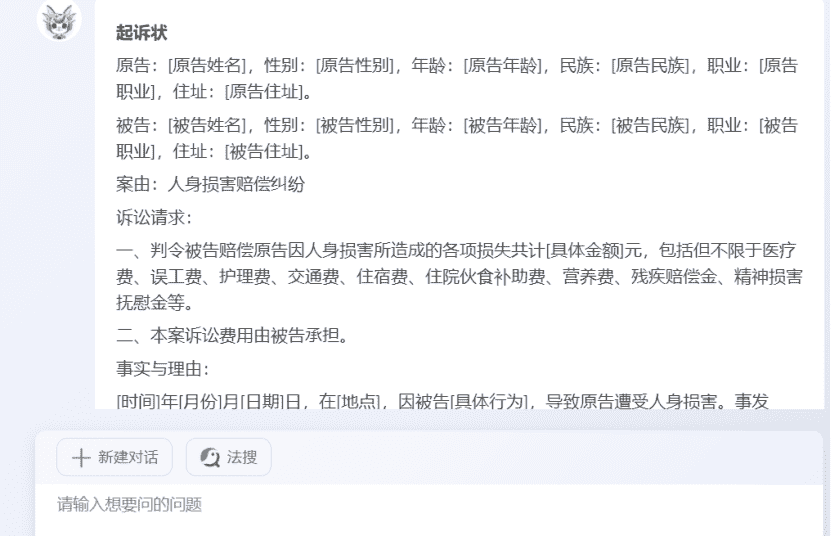 起诉状
原告：[原告姓名]，性别：[原告性别]，年龄：[原告年龄]，民族：[原告民族]，职业：[原告
职业]，住址：[原告住址]。
被告：[被告姓名]，性别：[被告性别]，年龄：[被告年龄]，民族：[被告民族]，职业：[被告
职业]，住址：[被告住址]。
案由：人身损害赔偿纠纷
诉讼请求：
一、判令被告赔偿原告因人身损害所造成的各项损失共计[具体金额]元，包括但不限于医疗
费、误工费、护理费、交通费、住宿费、住院伙食补助费、营养费、残疾赔偿金、精神损害
抚慰金等。
二、本案诉讼费用由被告承担。
事实与理由：
[时间]年[月份]月[日期]日，在[地点]，因被告[具体行为]，导致原告遭受人身损害。事发
新建对话 法搜
请输入想要问的问题